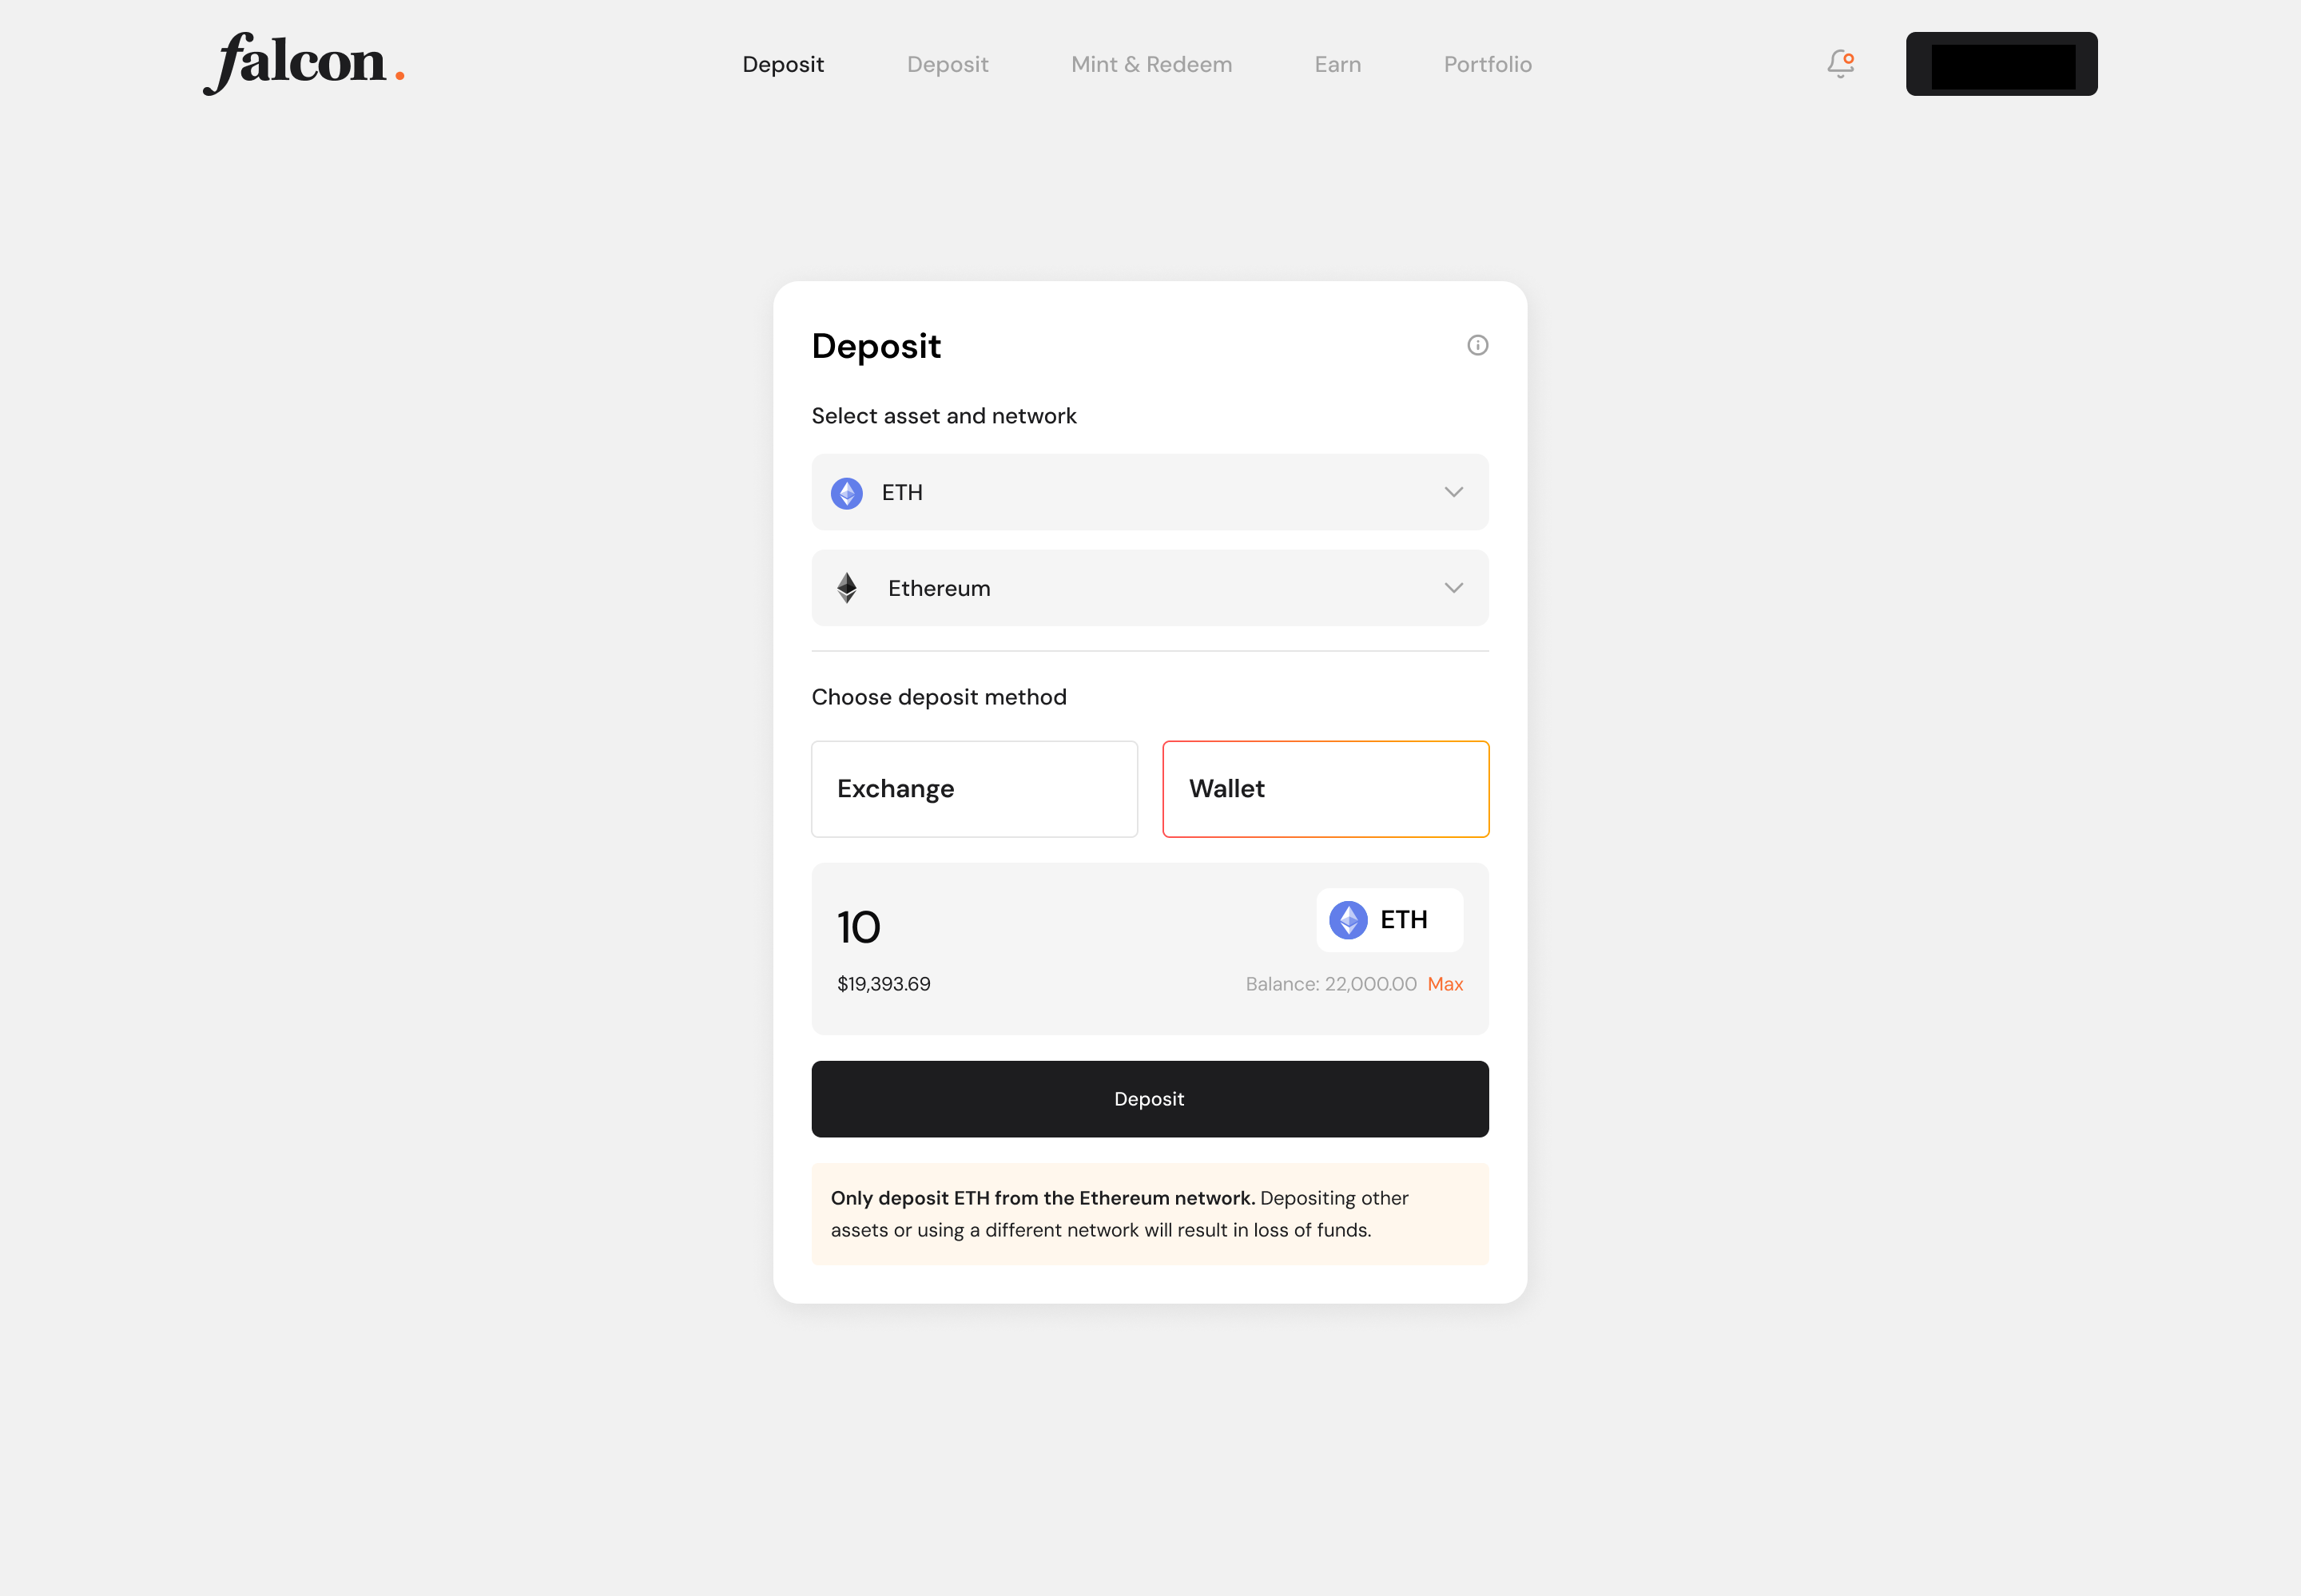 falcon.
Deposit
Deposit
Mint & Redeem
Earn
Portfolio
Deposit
Select asset and network
ETH
Ethereum
Choose deposit method
Exchange
Wallet
10
ETH
$19,393.69
Balance: 22,000.00 Max
Deposit
Only deposit ETH from the Ethereum network. Depositing other
assets or using a different network will result in loss of funds.